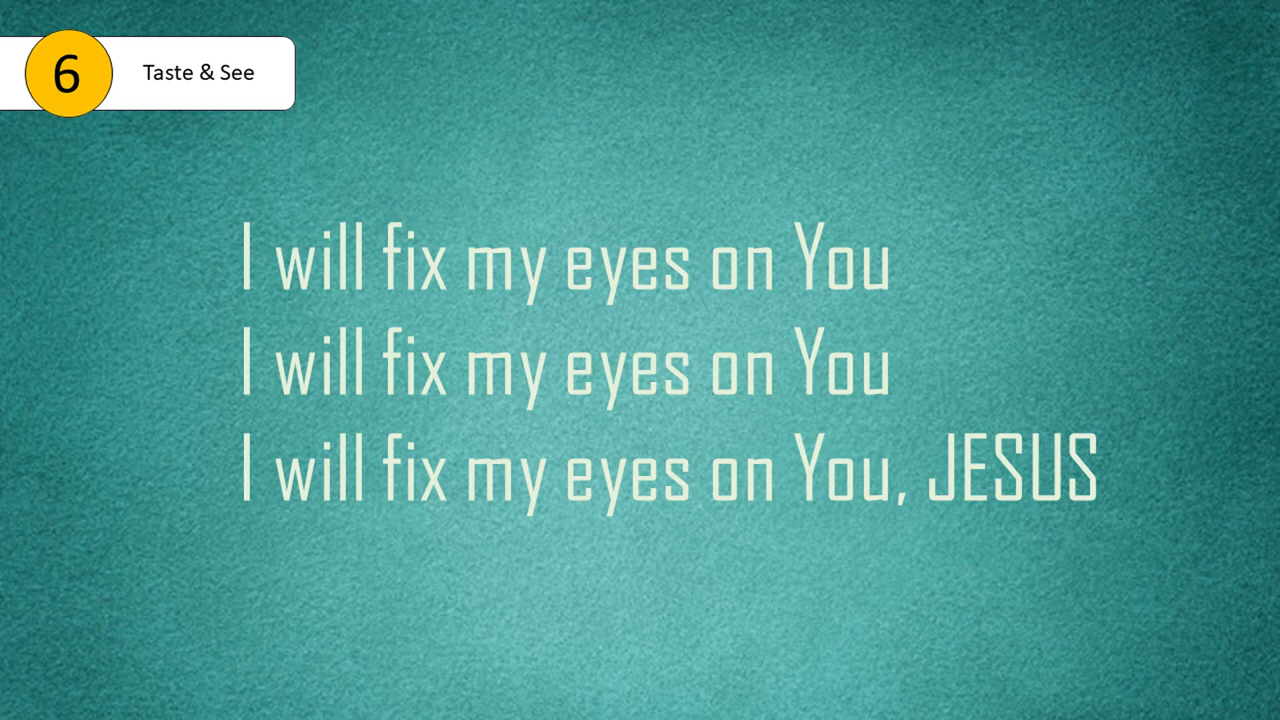 6
Taste & See
I will fix my eyes on You
I will fix my eyes on You
I will fix my eyes on You, JESUS